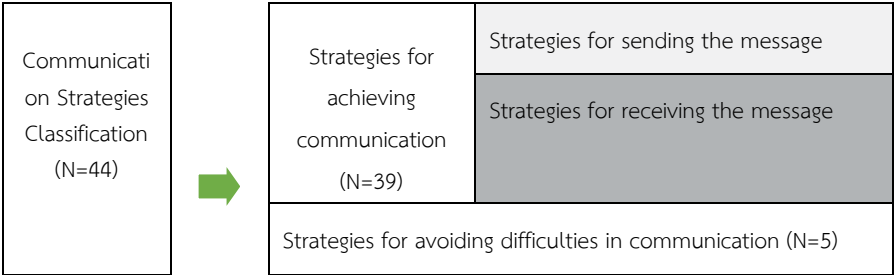 Communicati
on Strategies
Classification
(N=44)
Strategies for
achieving
communication
(N=39)
Strategies for sending the message
Strategies for receiving the message
Strategies for avoiding difficulties in communication (N=5)